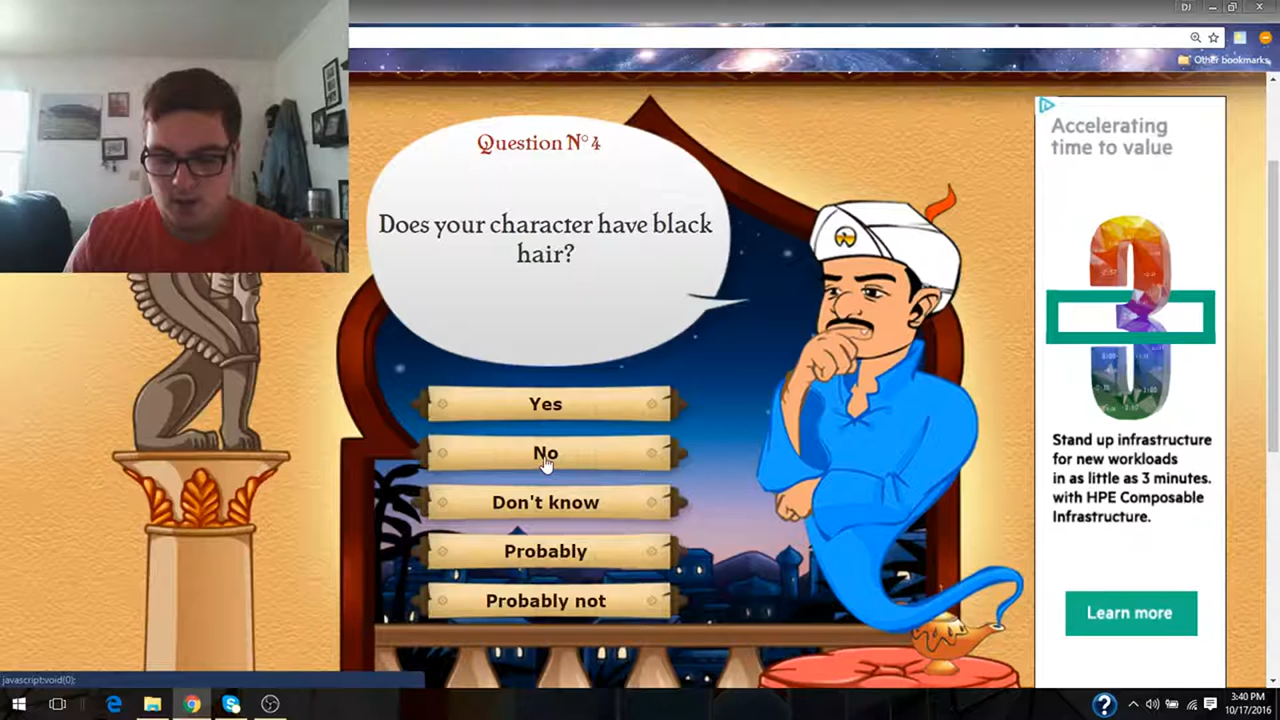 DJ
Other bookmarks
Question N°4
Does your character have black
hair?
Yes
No
Don't know
Probably
Probably not
Accelerating
time to value
3
Stand up infrastructure
for new workloads
in as little as 3 minutes.
with HPE Composable
Infrastructure.
Learn more
javascript:void(0);
3:40 PM
10/17/2016